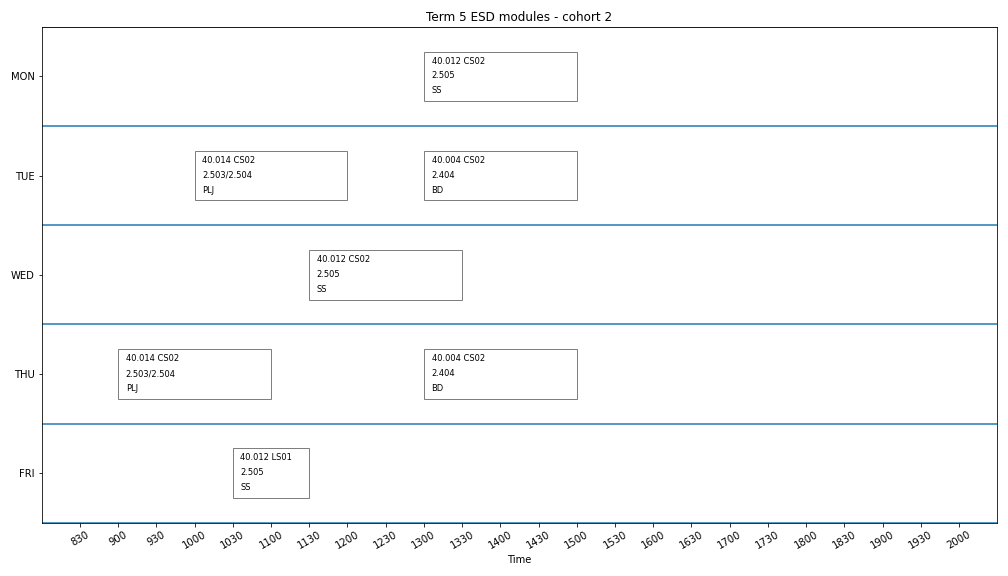 Term 5 ESD modules - cohort 2
MON
40.012 CS02
2.505
SS
TUE
40.014 CS02
2.503/2.504
PLJ
40.004 CS02
2.404
BD
WED
40.012 CS02
2.505
SS
THU
40.014 CS02
2.503/2.504
PLJ
40.004 CS02
2.404
BD
FRI
40.012 LS01
2.505
SS
830 900 930 1000 1030 1100 1130 1200 1230 1300 1330 1400 1430 1500 1530 1600 1630 1700 1730 1800 1830 1900 1930 2000
Time